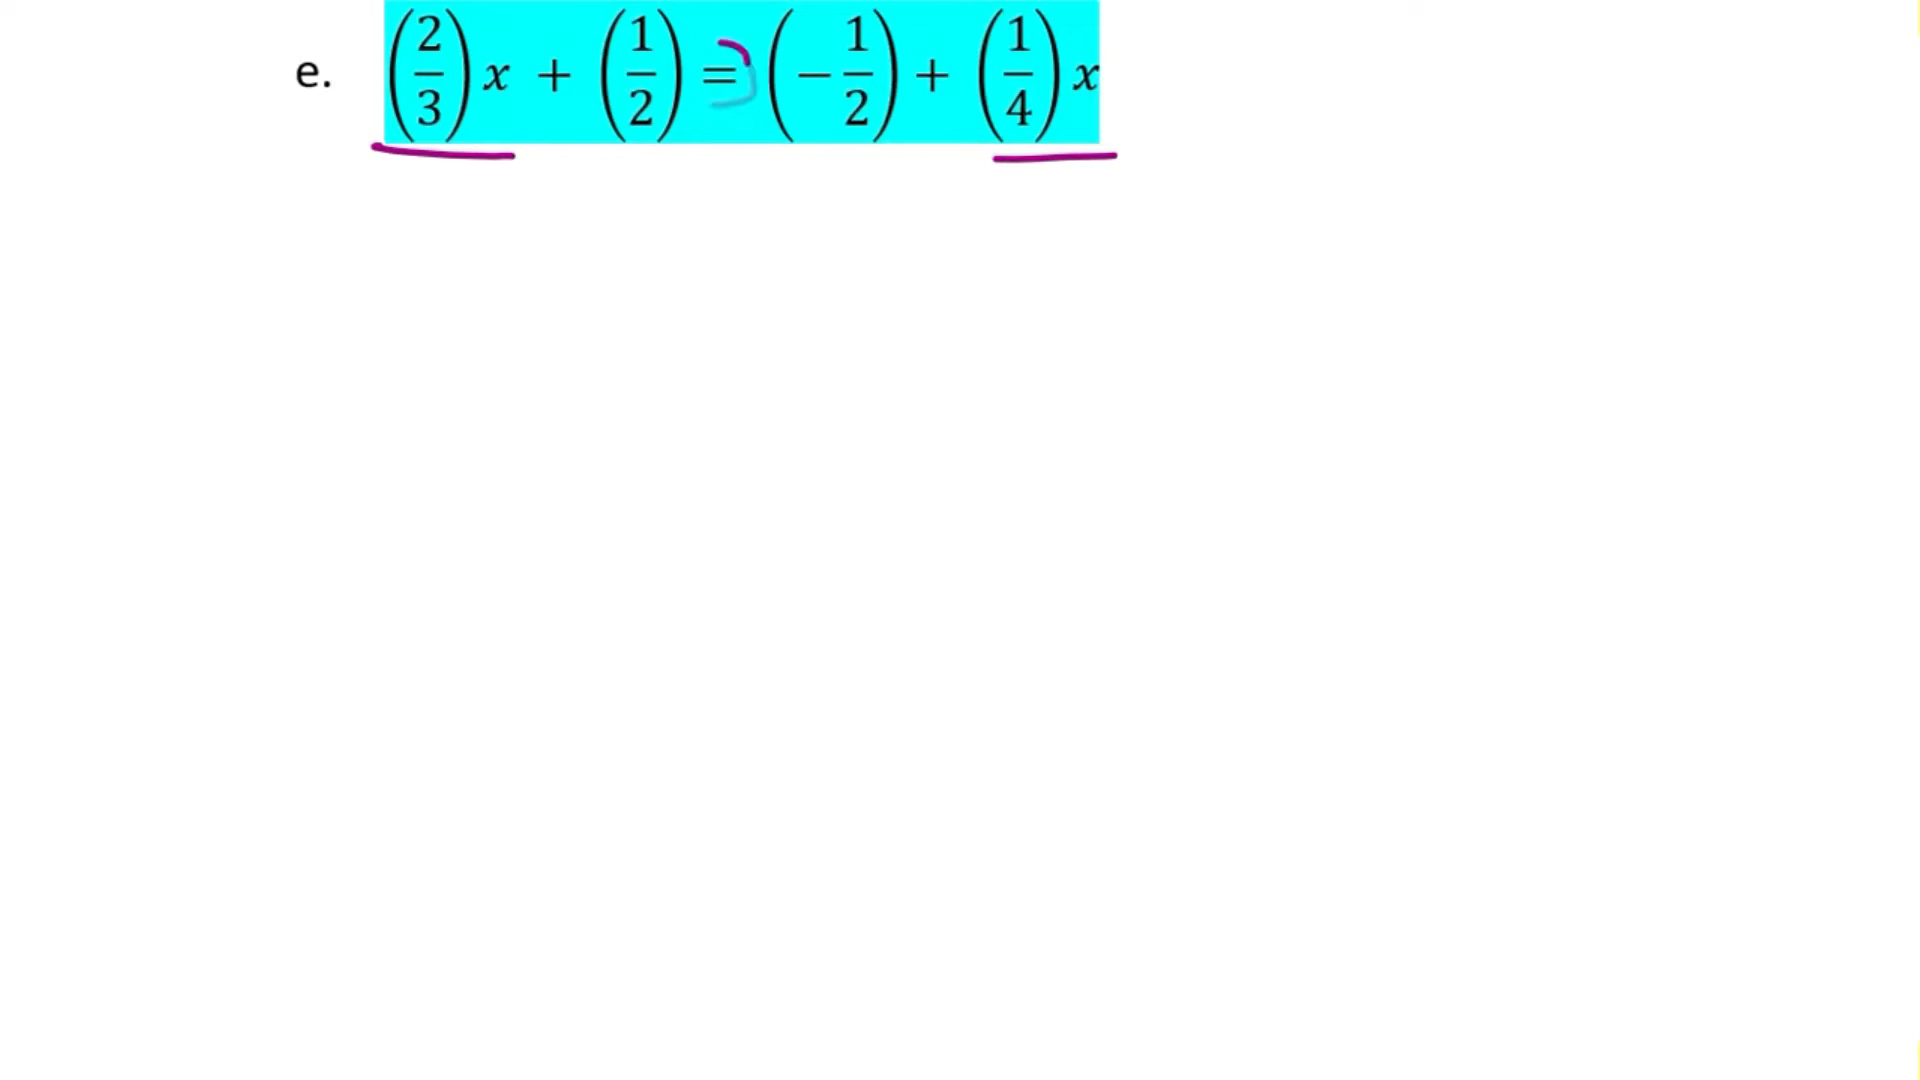 e. (2/3) x + (1/2) = (−1/2) + (1/4) x